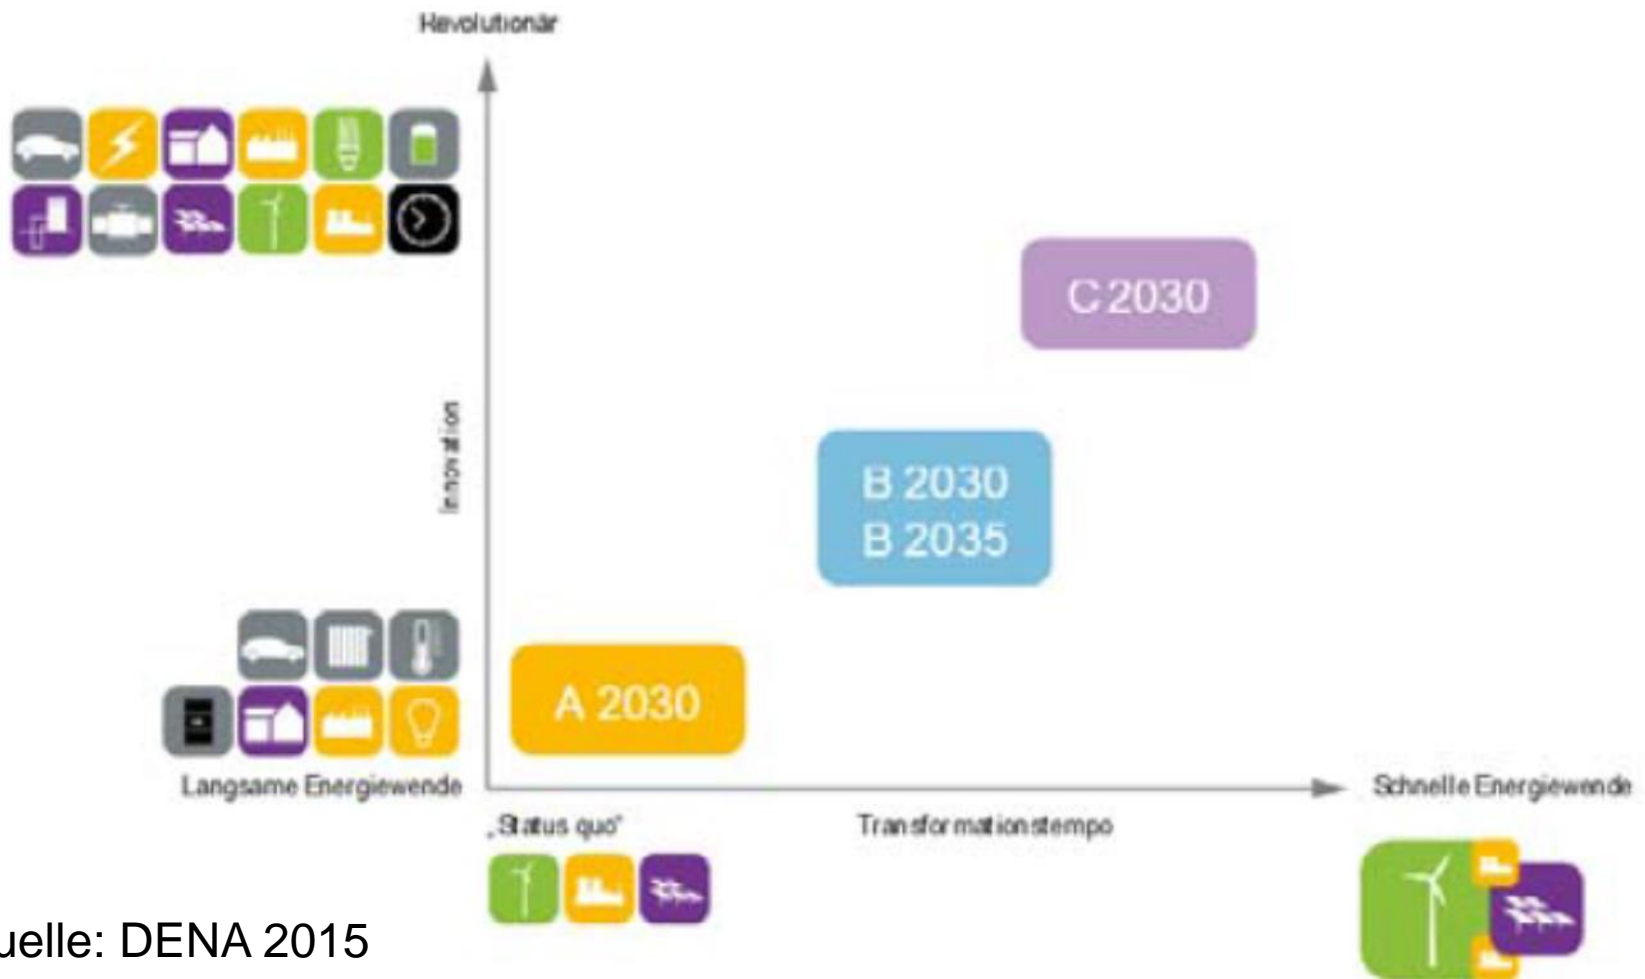 Revolutionär
C 2030
Innovation
B 2030
B 2035
A 2030
Langsame Energiewende
Schnelle Energiewende
„Status quo“
Transformationstempo
uelle: DENA 2015